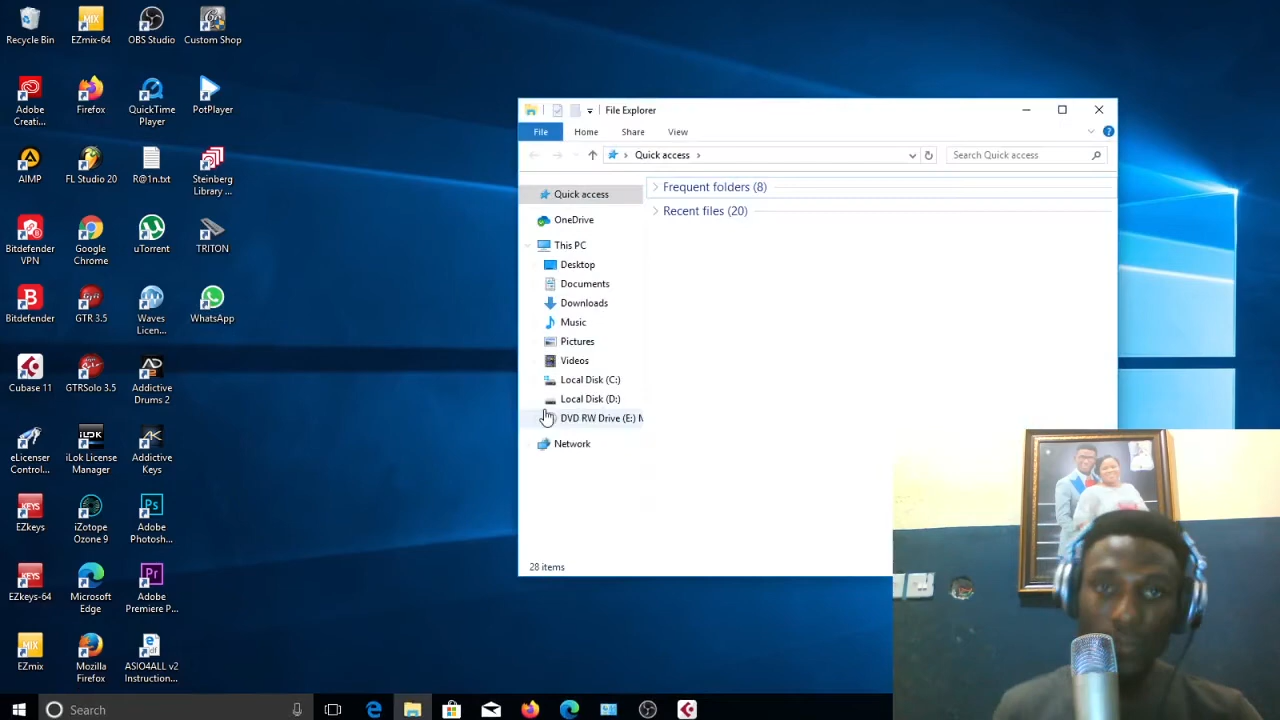 Recycle Bin
EZmix-64
OBS Studio
Custom Shop
Adobe
Creati...
Firefox
QuickTime
Player
PotPlayer
AIMP
FL Studio 20
R@1n.txt
Steinberg
Library ...
Bitdefender
VPN
Google
Chrome
uTorrent
TRITON
Bitdefender
GTR 3.5
Waves
Licen...
WhatsApp
Cubase 11
GTRSolo 3.5
Addictive
Drums 2
eLicenser
Control...
iLok License
Manager
Addictive
Keys
EZkeys
iZotope
Ozone 9
Adobe
Photosh...
EZkeys-64
Microsoft
Edge
Adobe
Premiere P...
EZmix
Mozilla
Firefox
ASIO4ALL v2
Instruction...
File Explorer
File
Home
Share
View
Quick access
Search Quick access
Quick access
OneDrive
This PC
Desktop
Documents
Downloads
Music
Pictures
Videos
Local Disk (C:)
Local Disk (D:)
DVD RW Drive (E:) M
Network
Frequent folders (8)
Recent files (20)
28 items
Search